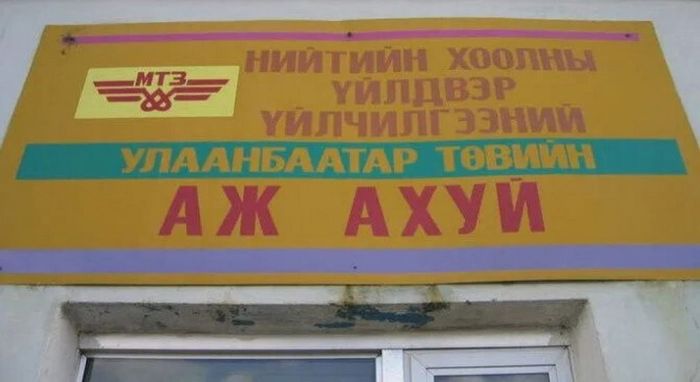 МТЗ
НИЙТИЙН ХООЛНЫ
ҮЙЛДВЭР
ҮЙЛЧИЛГЭЭНИЙ
УЛААНБААТАР ТӨВИЙН
АЖ АХУЙ